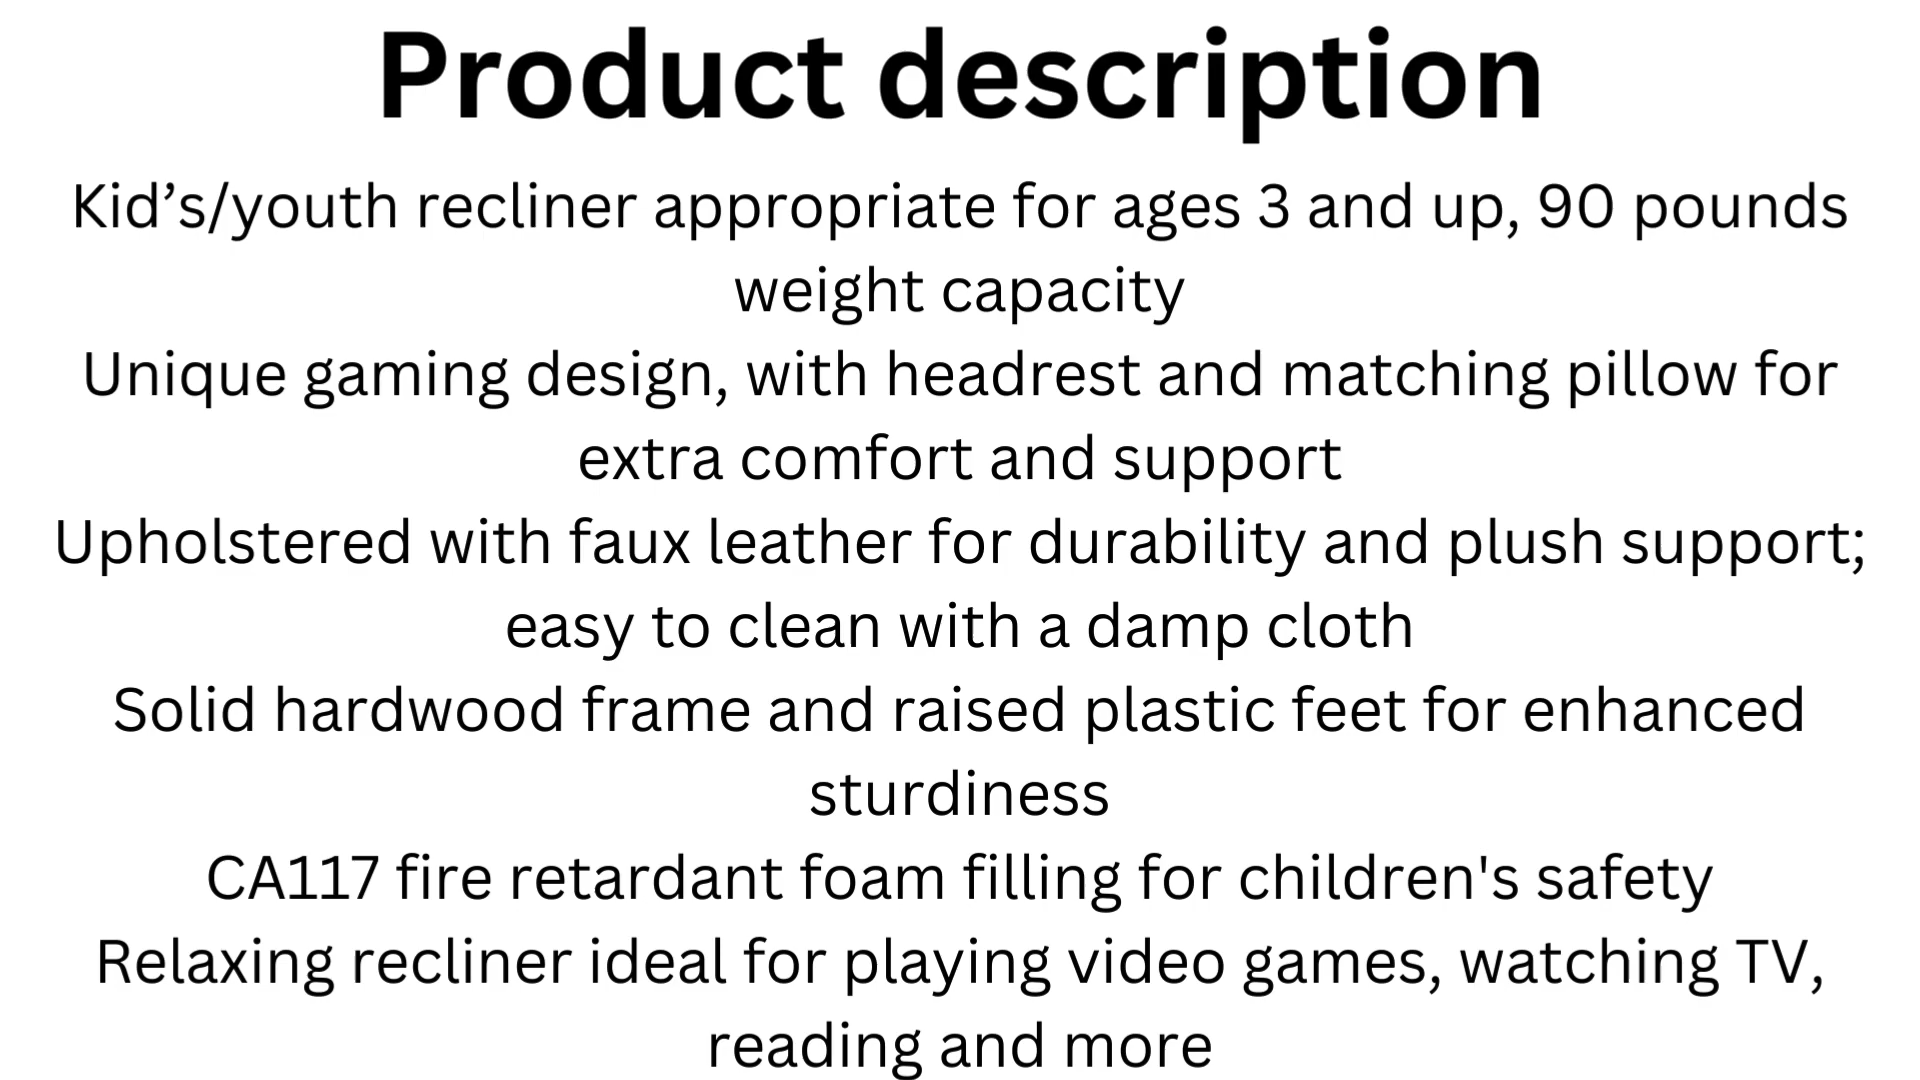 Product description
Kid’s/youth recliner appropriate for ages 3 and up, 90 pounds
weight capacity
Unique gaming design, with headrest and matching pillow for
extra comfort and support
Upholstered with faux leather for durability and plush support;
easy to clean with a damp cloth
Solid hardwood frame and raised plastic feet for enhanced
sturdiness
CA117 fire retardant foam filling for children's safety
Relaxing recliner ideal for playing video games, watching TV,
reading and more